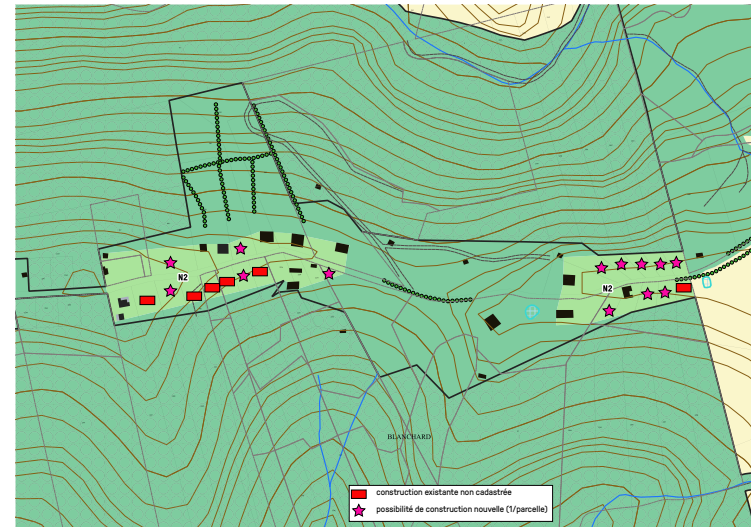 N2
N2
BLANCHARD
construction existante non cadastrée
possibilité de construction nouvelle (1/parcelle)